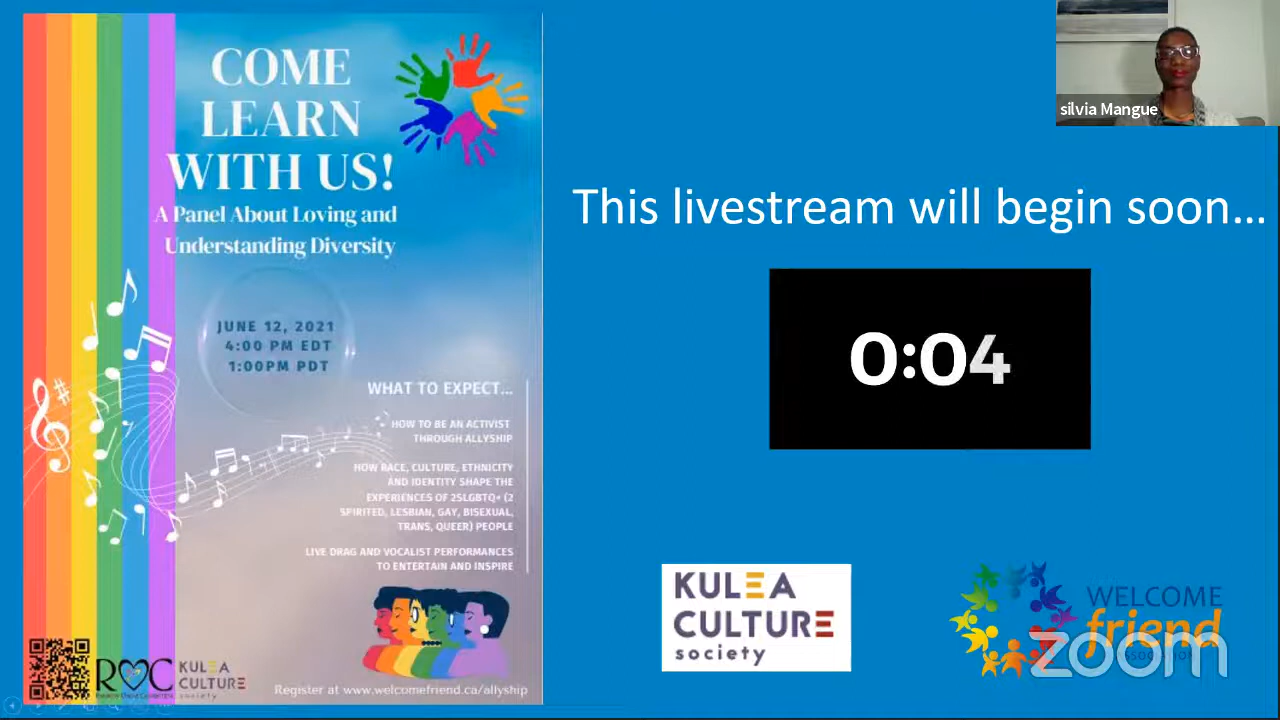 COME
LEARN
WITH US!
A Panel About Loving and
Understanding Diversity
JUNE 12, 2021
4:00 PM EDT
1:00PM PDT
WHAT TO EXPECT...
HOW TO BE AN ACTIVIST
THROUGH ALLYSHIP
HOW RACE, CULTURE, ETHNICITY
AND IDENTITY SHAPE THE
EXPERIENCES OF 2SLGBTQ+ (2
SPIRITED, LESBIAN, GAY, BISEXUAL,
TRANS, QUEER) PEOPLE
LIVE DRAG AND VOCALIST PERFORMANCES
TO ENTERTAIN AND INSPIRE
KULEA
CULTURE
society
Register at www.welcomefriend.ca/allyship
silvia Mangue
This livestream will begin soon...
0:04
KULEA
CULTURE
society
WELCOME
friend
zoom